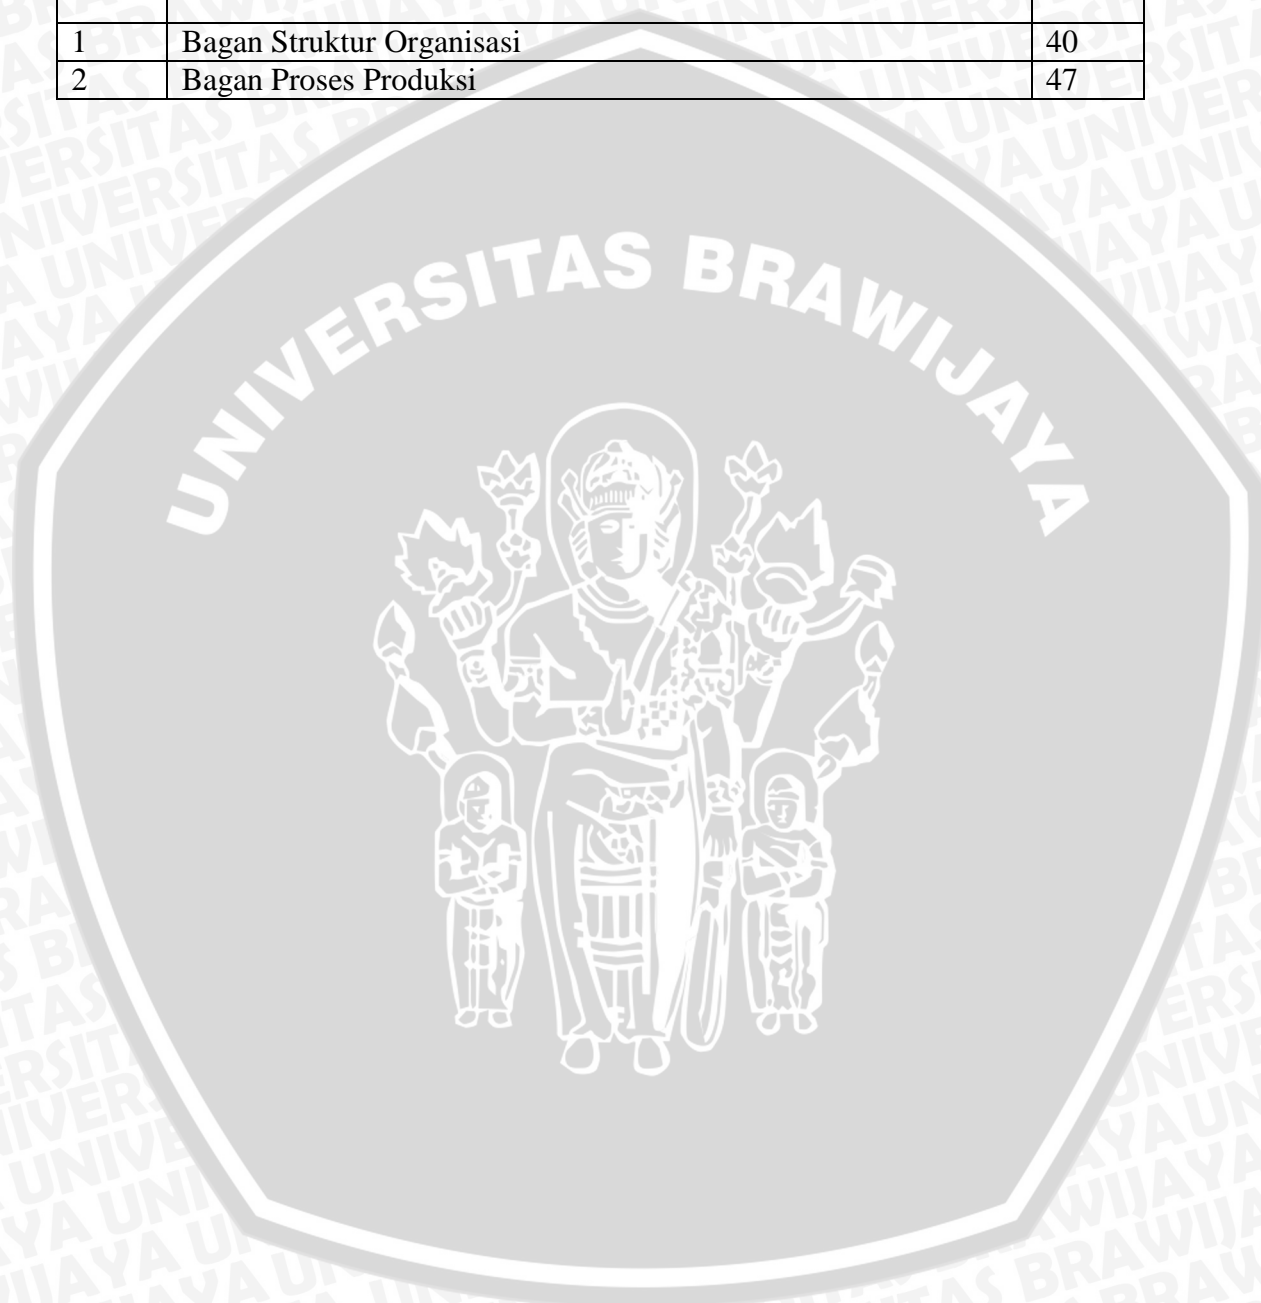 1 Bagan Struktur Organisasi 40
2 Bagan Proses Produksi 47
UNIVERSITAS BRAWIJAYA